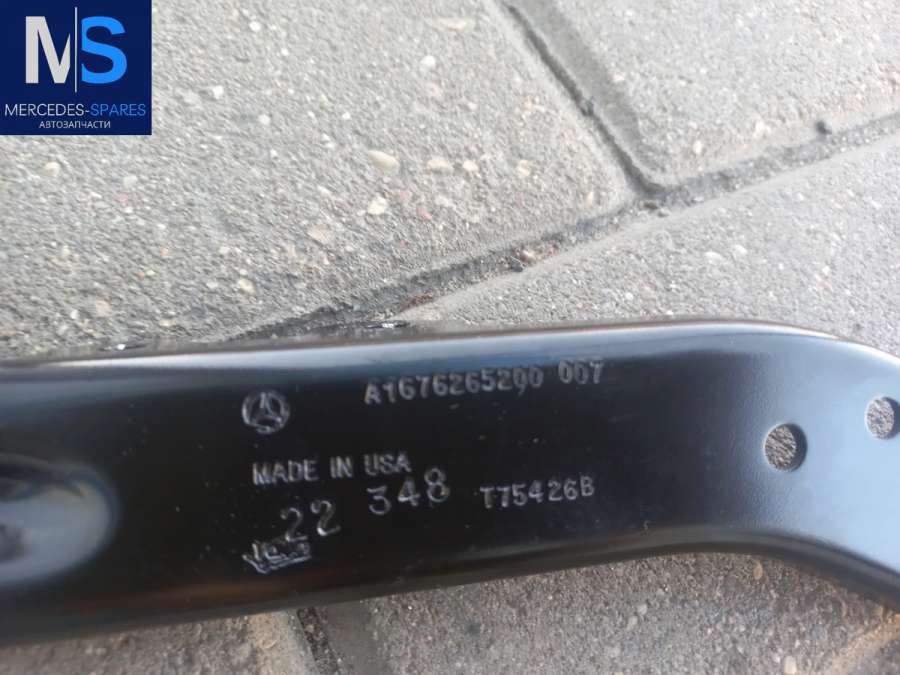 MS
MERCEDES-SPARES
АВТОЗАПЧАСТИ
A1676265200 007
MADE IN USA
22 348 T75426B